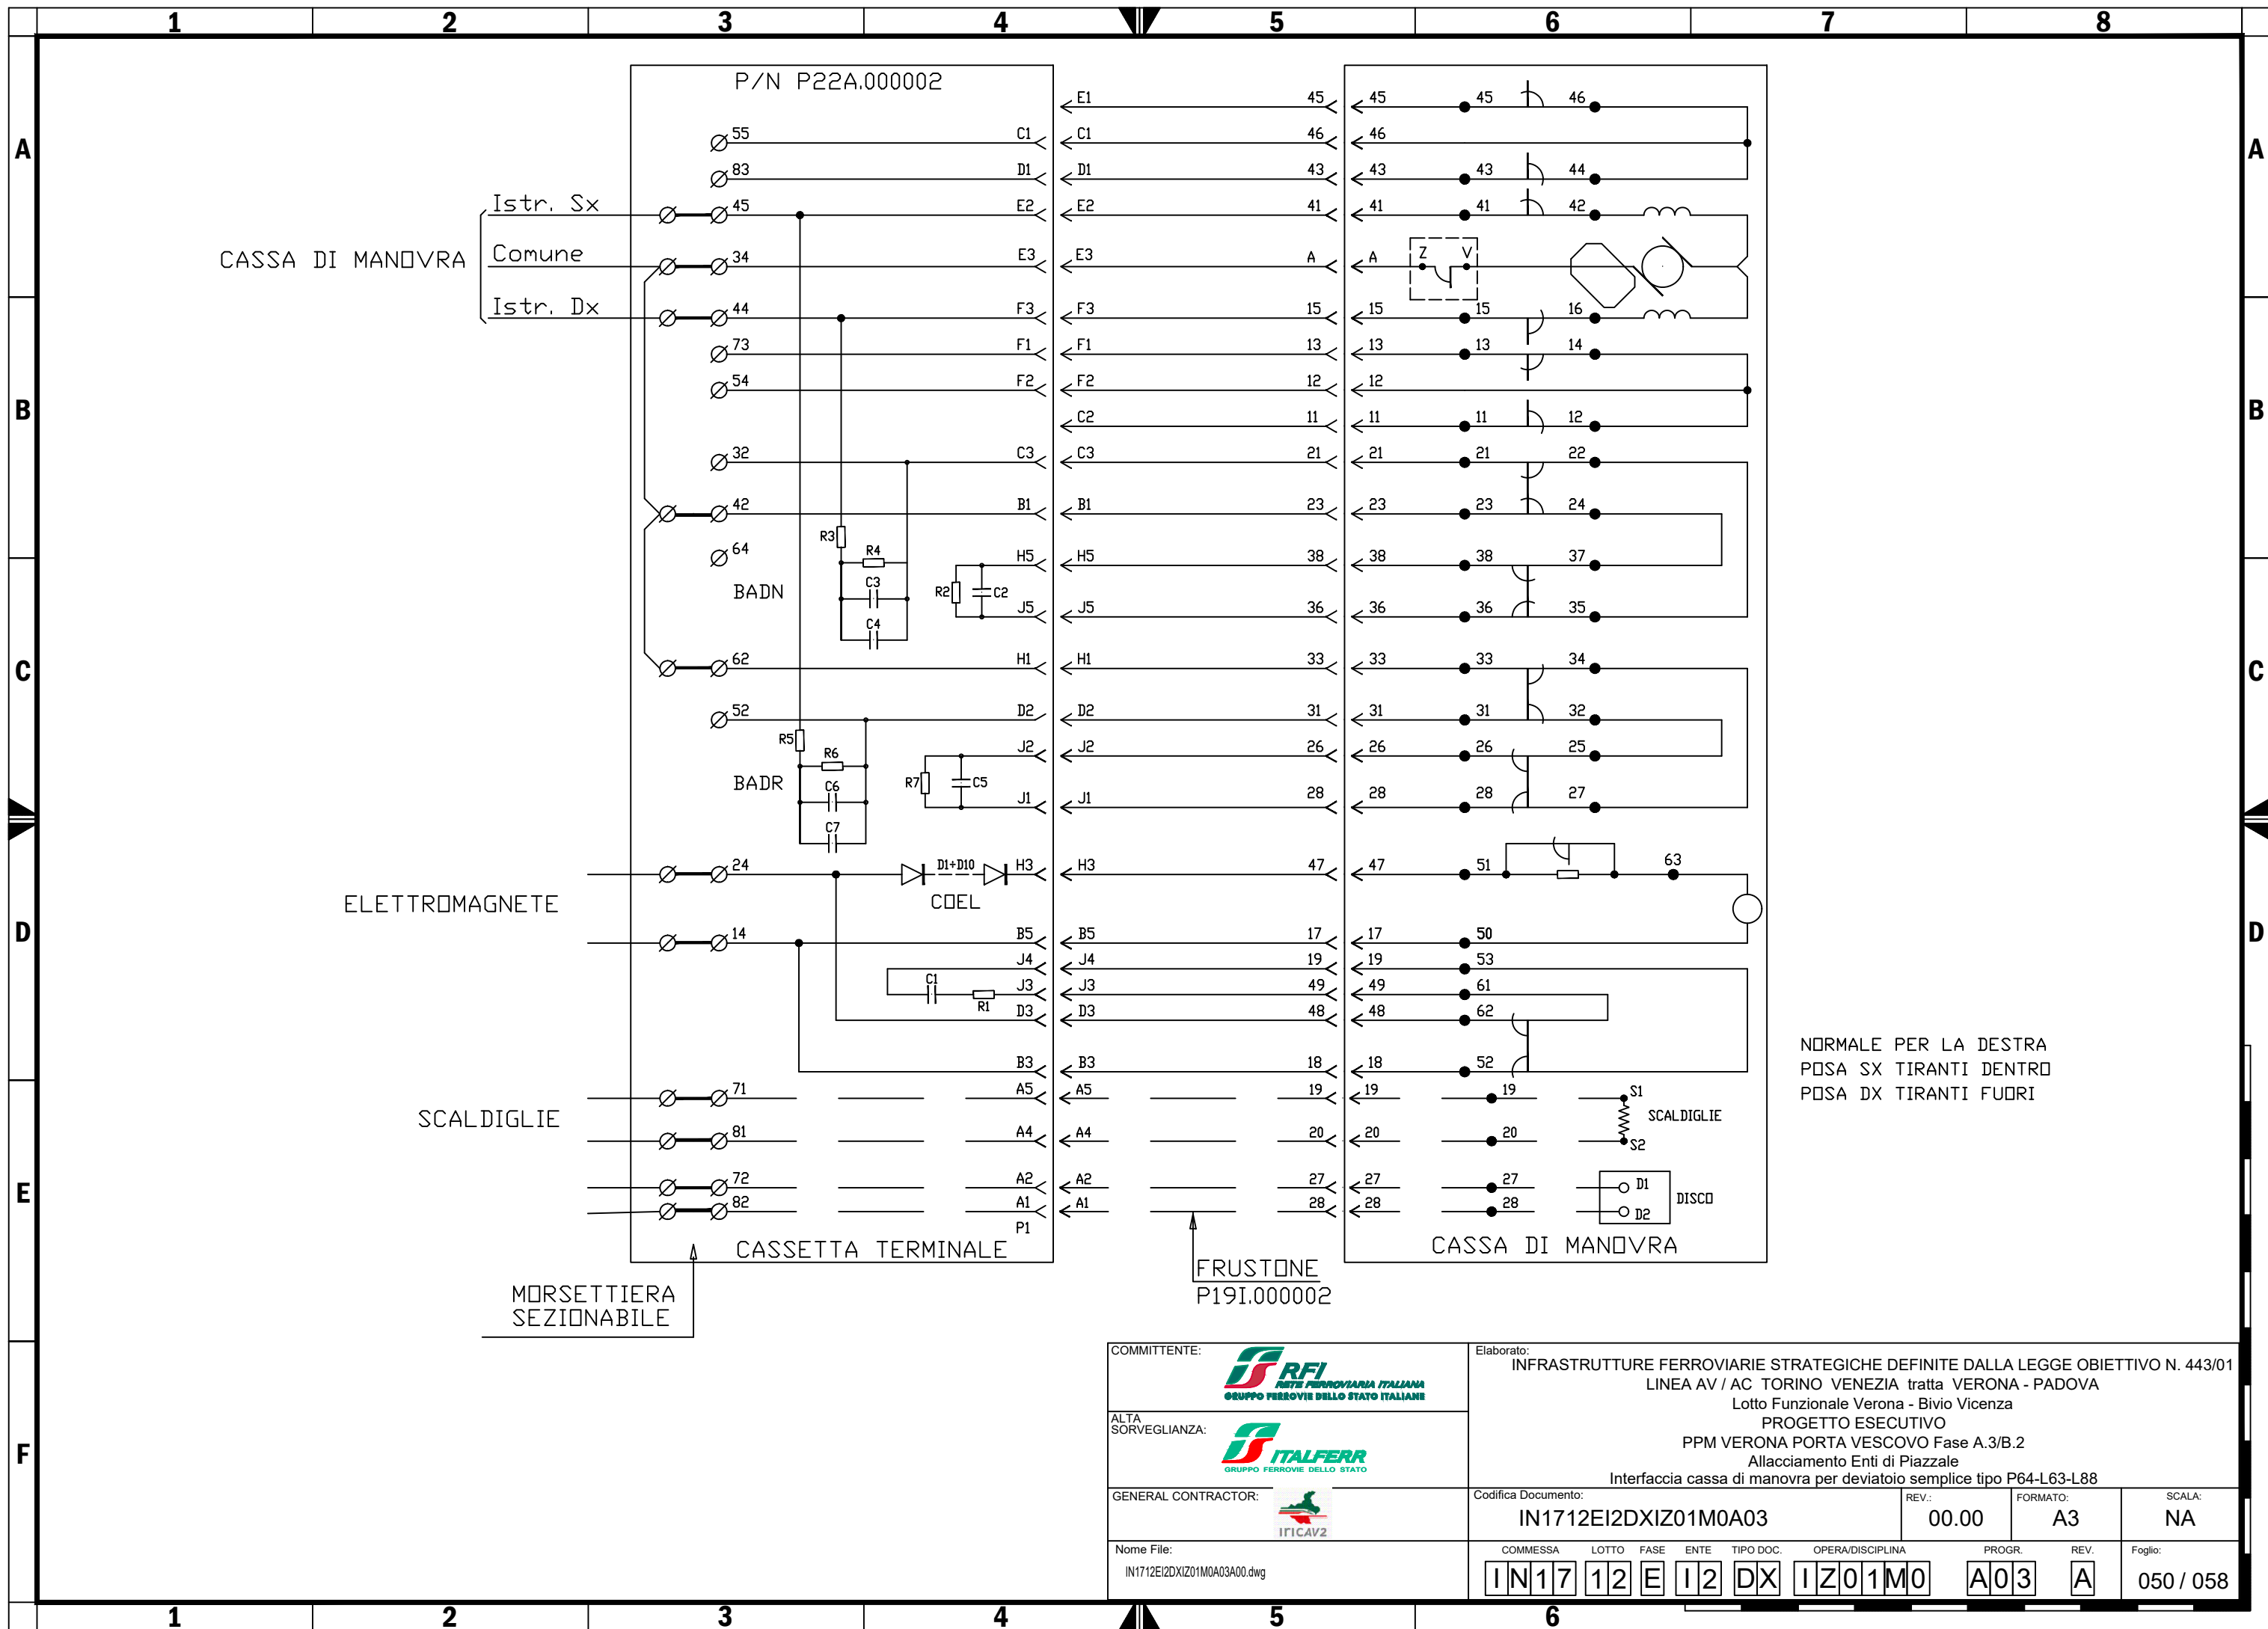 1 2 3 4 5 6 7 8
P/N P22A.000002
E1 45 45 45 46
A A
55 C1 C1 46 46
83 D1 D1 43 43 43 44
Istr. Sx 45 E2 E2 41 41 41 42
CASSA DI MANOVRA Comune 34 E3 E3 A A Z V
Istr. Dx 44 F3 F3 15 15 15 16
73 F1 F1 13 13 13 14
54 F2 F2 12 12
B B
C2 11 11 11 12
32 C3 C3 21 21 21 22
42 B1 B1 23 23 23 24
R3
64 R4 H5 H5 38 38 38 37
BADN C3 R2 C2
J5 J5 36 36 36 35
C4
62 H1 H1 33 33 33 34
C C
52 D2 D2 31 31 31 32
R5 R6 J2 J2 26 26 26 25
BADR C6 R7 C5
J1 J1 28 28 28 27
C7
24 D1+D10 H3 H3 47 47 51 63
COEL
ELETTROMAGNETE
D D
14 B5 B5 17 17 50
J4 J4 19 19 53
C1 R1 J3 J3 49 49 61
D3 D3 48 48 62
NORMALE PER LA DESTRA
POSA SX TIRANTI DENTRO
POSA DX TIRANTI FUORI
B3 B3 18 18 52
71 A5 A5 19 19 19 S1
SCALDIGLIE SCALDIGLIE
81 A4 A4 20 20 20 S2
E E
72 A2 A2 27 27 27 D1
DISCO
82 A1 A1 28 28 28 D2
P1
CASSETTA TERMINALE
CASSA DI MANOVRA
MORSETTIERA
SEZIONABILE
FRUSTONE
P19I.000002
F
COMMITTENTE:
RFI
RETE FERROVIARIA ITALIANA
GRUPPO FERROVIE DELLO STATO ITALIANE
ALTA
SORVEGLIANZA:
ITALFERR
GRUPPO FERROVIE DELLO STATO
GENERAL CONTRACTOR:
IrICAV2
Nome File:
IN1712EI2DXIZ01M0A03A00.dwg
Elaborato:
INFRASTRUTTURE FERROVIARIE STRATEGICHE DEFINITE DALLA LEGGE OBIETTIVO N. 443/01
LINEA AV / AC TORINO VENEZIA tratta VERONA - PADOVA
Lotto Funzionale Verona - Bivio Vicenza
PROGETTO ESECUTIVO
PPM VERONA PORTA VESCOVO Fase A.3/B.2
Allacciamento Enti di Piazzale
Interfaccia cassa di manovra per deviatoio semplice tipo P64-L63-L88
Codifica Documento: REV.: FORMATO: SCALA:
IN1712EI2DXIZ01M0A03 00.00 A3 NA
COMMESSA LOTTO FASE ENTE TIPO DOC. OPERA/DISCIPLINA PROGR. REV. Foglio:
IN17 12 E I2 DX IZ01M0 A03 A 050 / 058
1 2 3 4 5 6